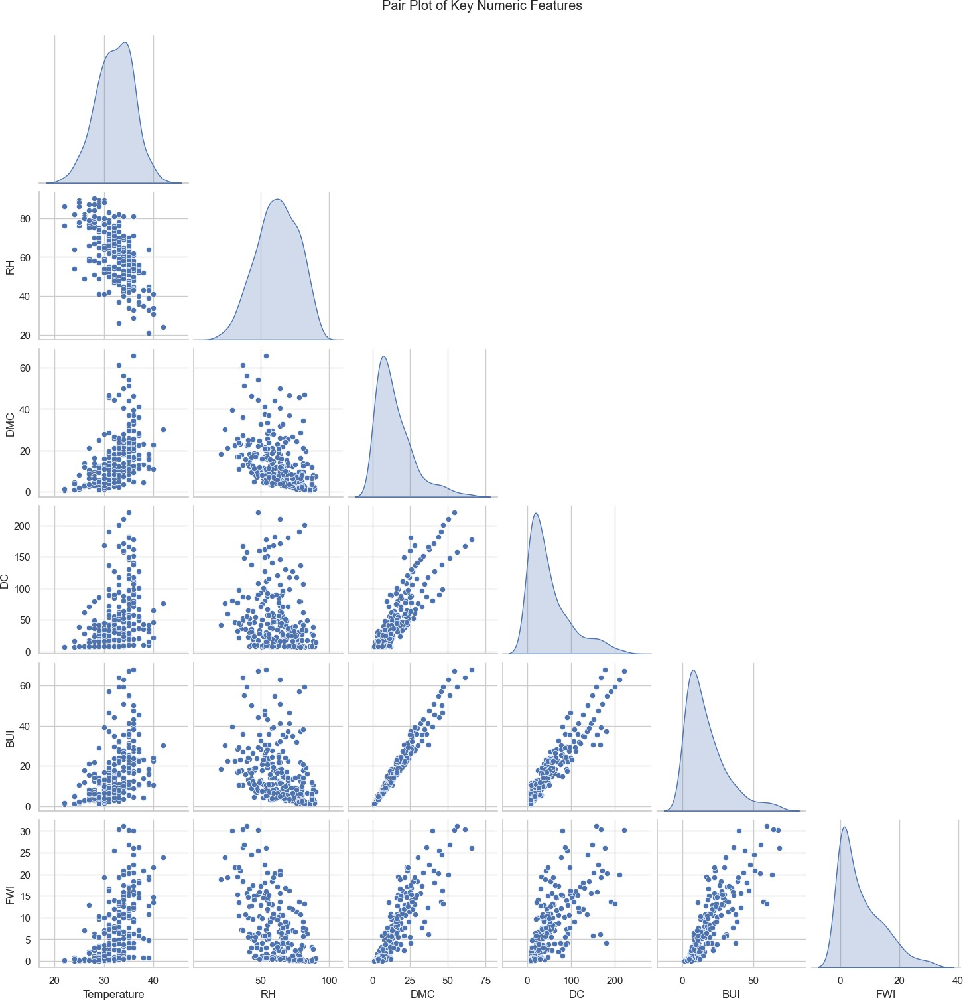 Pair Plot of Key Numeric Features
80
60
40
20
RH
60
40
20
0
DMC
200
150
100
50
0
DC
60
40
20
0
BUI
30
25
20
15
10
5
0
FWI
20 30 40
50 100
0 25 50 75
0 100 200
0 50
0 20 40
Temperature
RH
DMC
DC
BUI
FWI